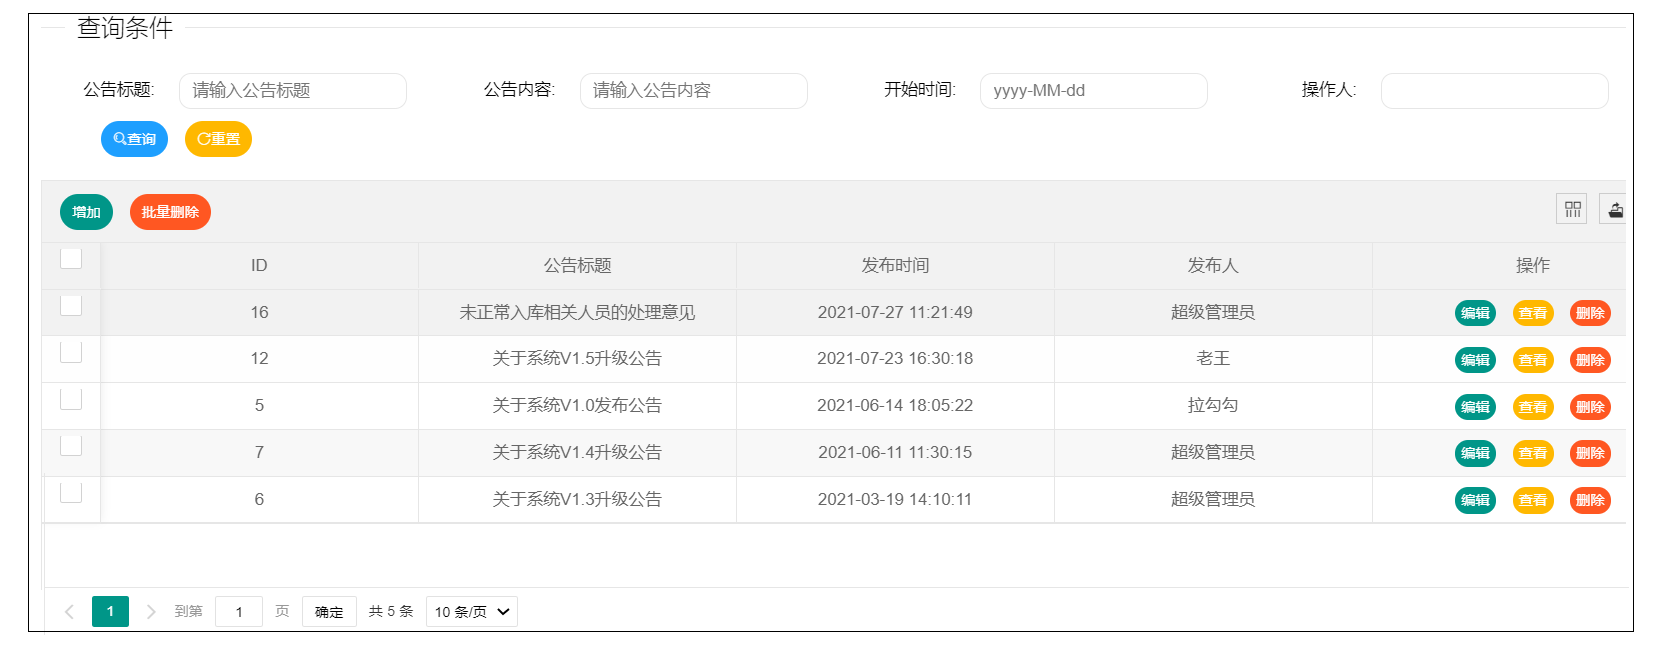 查询条件
公告标题: 请输入公告标题 公告内容: 请输入公告内容 开始时间: yyyy-MM-dd 操作人:
查询 重置
增加 批量删除
ID 公告标题 发布时间 发布人 操作
16 未正常入库相关人员的处理意见 2021-07-27 11:21:49 超级管理员 编辑 查看 删除
12 关于系统V1.5升级公告 2021-07-23 16:30:18 老王 编辑 查看 删除
5 关于系统V1.0发布公告 2021-06-14 18:05:22 拉勾勾 编辑 查看 删除
7 关于系统V1.4升级公告 2021-06-11 11:30:15 超级管理员 编辑 查看 删除
6 关于系统V1.3升级公告 2021-03-19 14:10:11 超级管理员 编辑 查看 删除
1 到第 1 页 确定 共 5 条 10 条/页